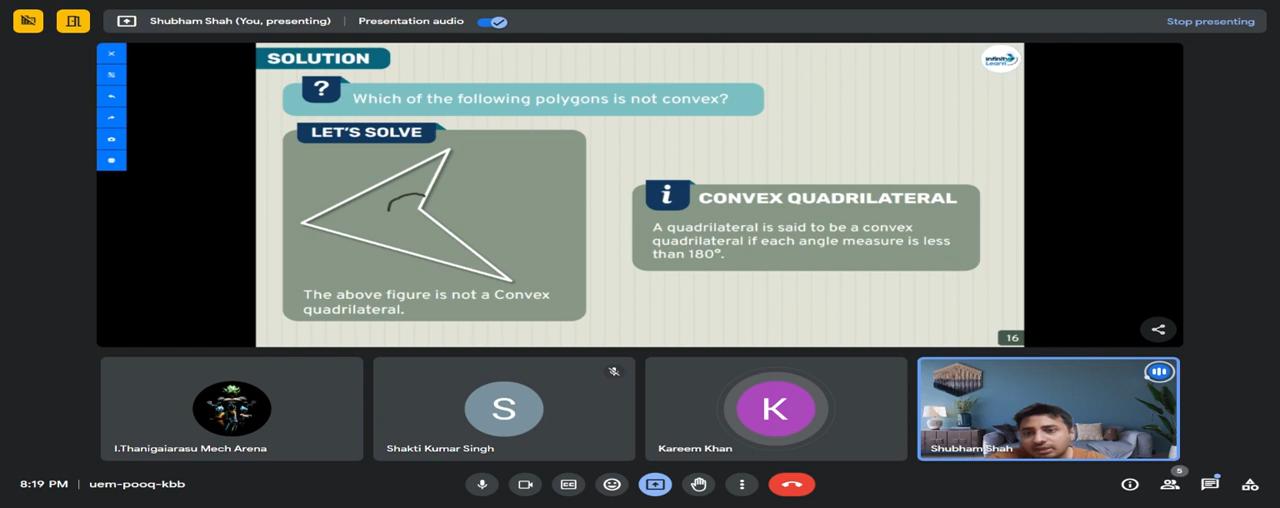 Shubham Shah (You, presenting) | Presentation audio
Stop presenting
SOLUTION
Infinity
Learn
?
Which of the following polygons is not convex?
LET'S SOLVE
The above figure is not a Convex
quadrilateral.
i
CONVEX QUADRILATERAL
A quadrilateral is said to be a convex
quadrilateral if each angle measure is less
than 180°.
16
I.Thanigaiarasu Mech Arena
S
Shakti Kumar Singh
K
Kareem Khan
Shubham Shah
8:19 PM | uem-pooq-kbb
CC
5